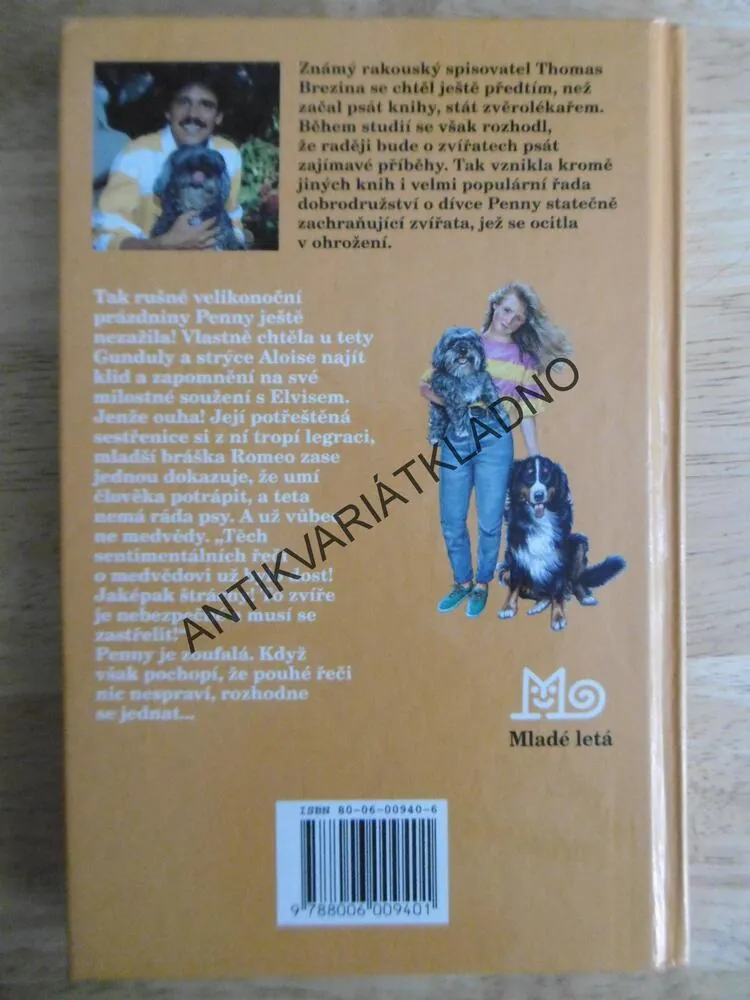 Známý rakouský spisovatel Thomas
Brezina se chtěl ještě předtím, než
začal psát knihy, stát zvěrolékařem.
Během studií se však rozhodl,
že raději bude o zvířatech psát
zajímavé příběhy. Tak vznikla kromě
jiných knih i velmi populární řada
dobrodružství o dívce Penny statečně
zachraňující zvířata, jež se ocitla
v ohrožení.
Tak rušné velikonoční
prázdniny Penny ještě
nezažila! Vlastně chtěla u tety
Gunduly a strýce Aloise najít
klid a zapomnění na své
milostné soužení s Elvisem.
Jenže ouha! Její potřeštěná
sestřenice si z ní tropí legraci,
mladší bráška Romeo zase
jednou dokazuje, že umí
člověka potrápit, a teta
nemá ráda psy. A už vůbec
ne medvědy. „Těch
sentimentálních řečí
o medvědovi už dost!
Jaképak štráchy! To zvíře
je musí se
zastřelit!“
Penny je zoufalá. Když
však pochopí, že pouhé řeči
nic nespraví, rozhodne
se jednat...
ANTIKVARIÁTKLADNO
Mladé letá
ISBN 80-06-00940-6
9 788006 009401